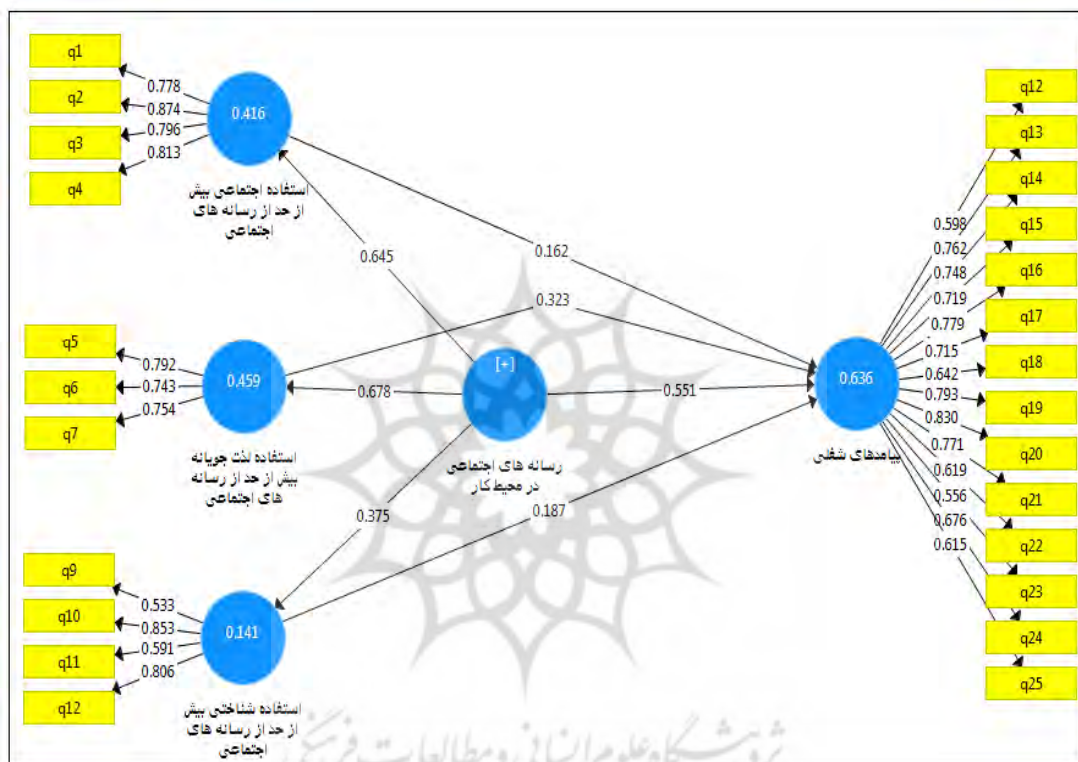 q1
q2
q3
q4
0.778
0.874
0.796
0.813
0.416
استفاده اجتماعی بیش
از حد از رسانه های
اجتماعی
q5
q6
q7
0.792
0.743
0.754
0.459
استفاده لذت جویانه
بیش از حد از رسانه
های اجتماعی
q9
q10
q11
q12
0.533
0.853
0.591
0.806
0.141
استفاده شناختی بیش
از حد از رسانه های
اجتماعی
0.645
0.678
0.375
[+]
رسانه های اجتماعی
در محیط کار
0.162
0.323
0.551
0.187
0.636
پیامدهای شغلی
0.598
0.762
0.748
0.719
0.779
0.715
0.642
0.793
0.830
0.771
0.619
0.556
0.676
0.615
q12
q13
q14
q15
q16
q17
q18
q19
q20
q21
q22
q23
q24
q25
پژوهشگاه علوم انسانی و مطالعات فرهنگی